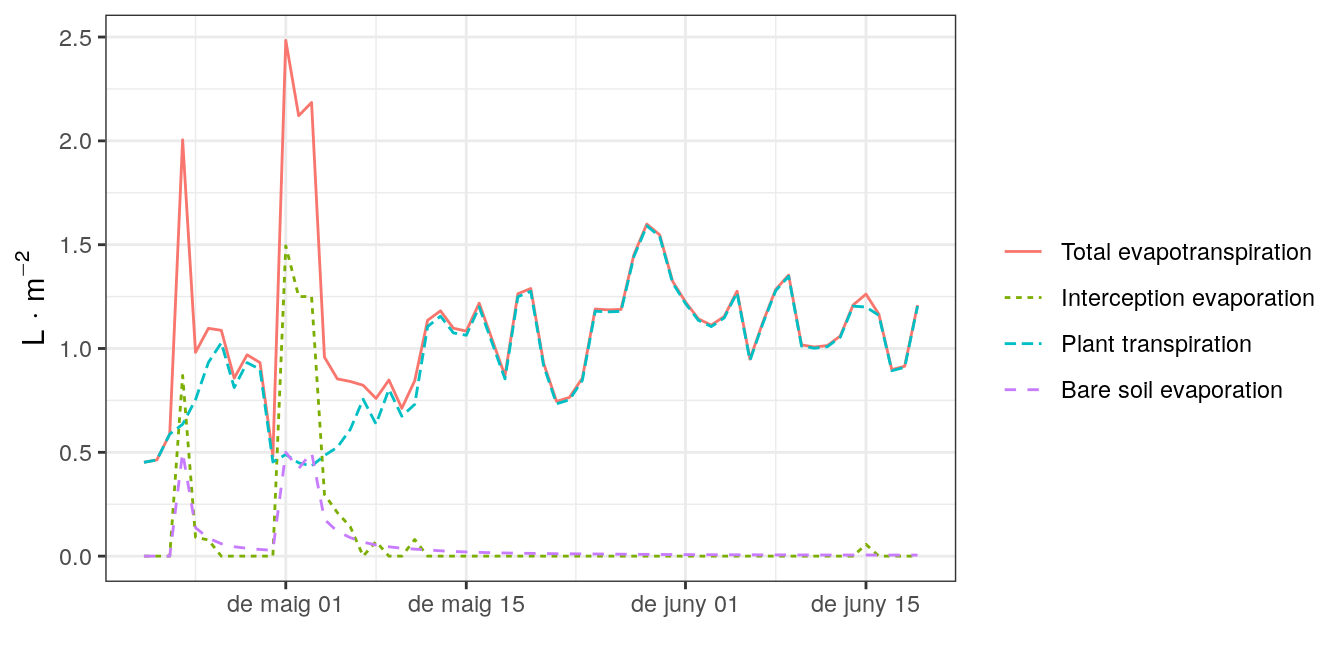 2.5
2.0
1.5
1.0
0.5
0.0
L · m⁻²
de maig 01 de maig 15 de juny 01 de juny 15
Total evapotranspiration
Interception evaporation
Plant transpiration
Bare soil evaporation